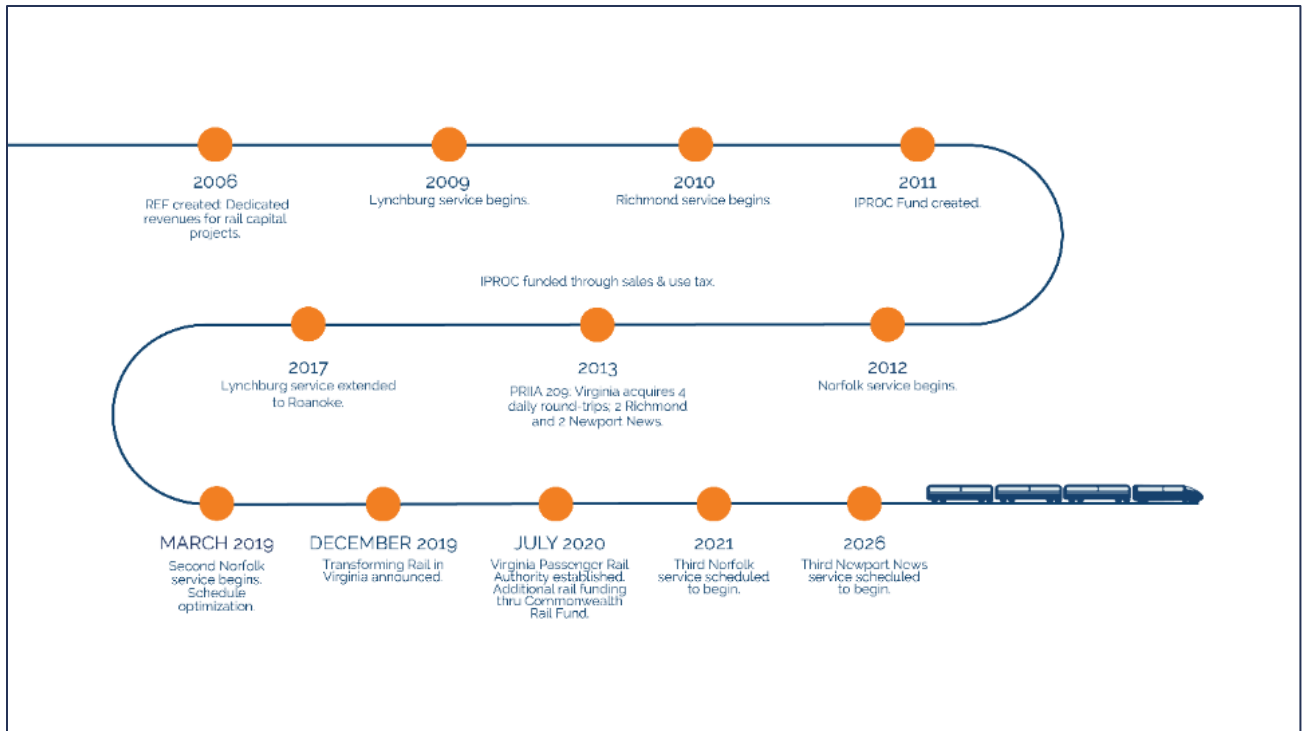 2006
REF created: Dedicated
revenues for rail capital
projects.
2009
Lynchburg service begins.
2010
Richmond service begins
2011
IPROC Fund created.
IPROC funded through sales & use tax.
2017
Lynchburg service extended
to Roanoke.
2013
PRIIA 209: Virginia acquires 4
daily round-trips; 2 Richmond
and 2 Newport News.
2012
Norfolk service begins.
MARCH 2019
Second Norfolk
service begins.
Schedule
optimization.
DECEMBER 2019
Transforming Rail in
Virginia announced.
JULY 2020
Virginia Passenger Rail
Authority established.
Additional rail funding
thru Commonwealth
Rail Fund.
2021
Third Norfolk
service scheduled
to begin.
2026
Third Newport News
service scheduled
to begin.